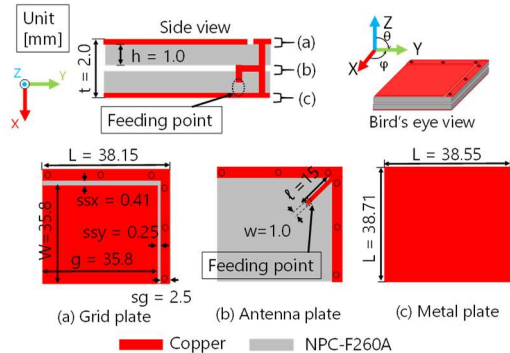 Unit
[mm]
Side view
t = 2.0
h = 1.0
(a)
(b)
(c)
Feeding point
Z
Y
X
Z
θ
Y
X
φ
Bird's eye view
L = 38.15
W= 35.8
ssx = 0.41
ssy = 0.25
g = 35.8
sg = 2.5
(a) Grid plate
ℓ = 15
w=1.0
Feeding point
(b) Antenna plate
L = 38.55
L = 38.71
(c) Metal plate
Copper
NPC-F260A